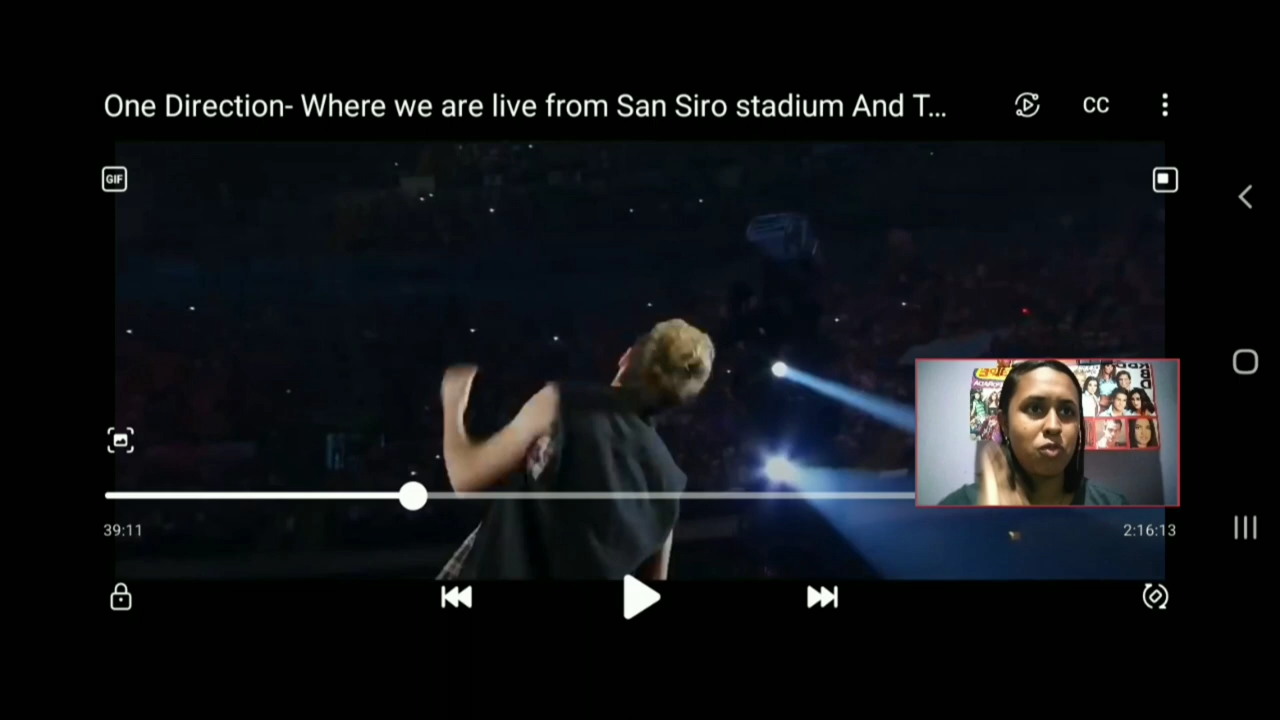 One Direction- Where we are live from San Siro stadium And T...
CC
GIF
39:11
2:16:13